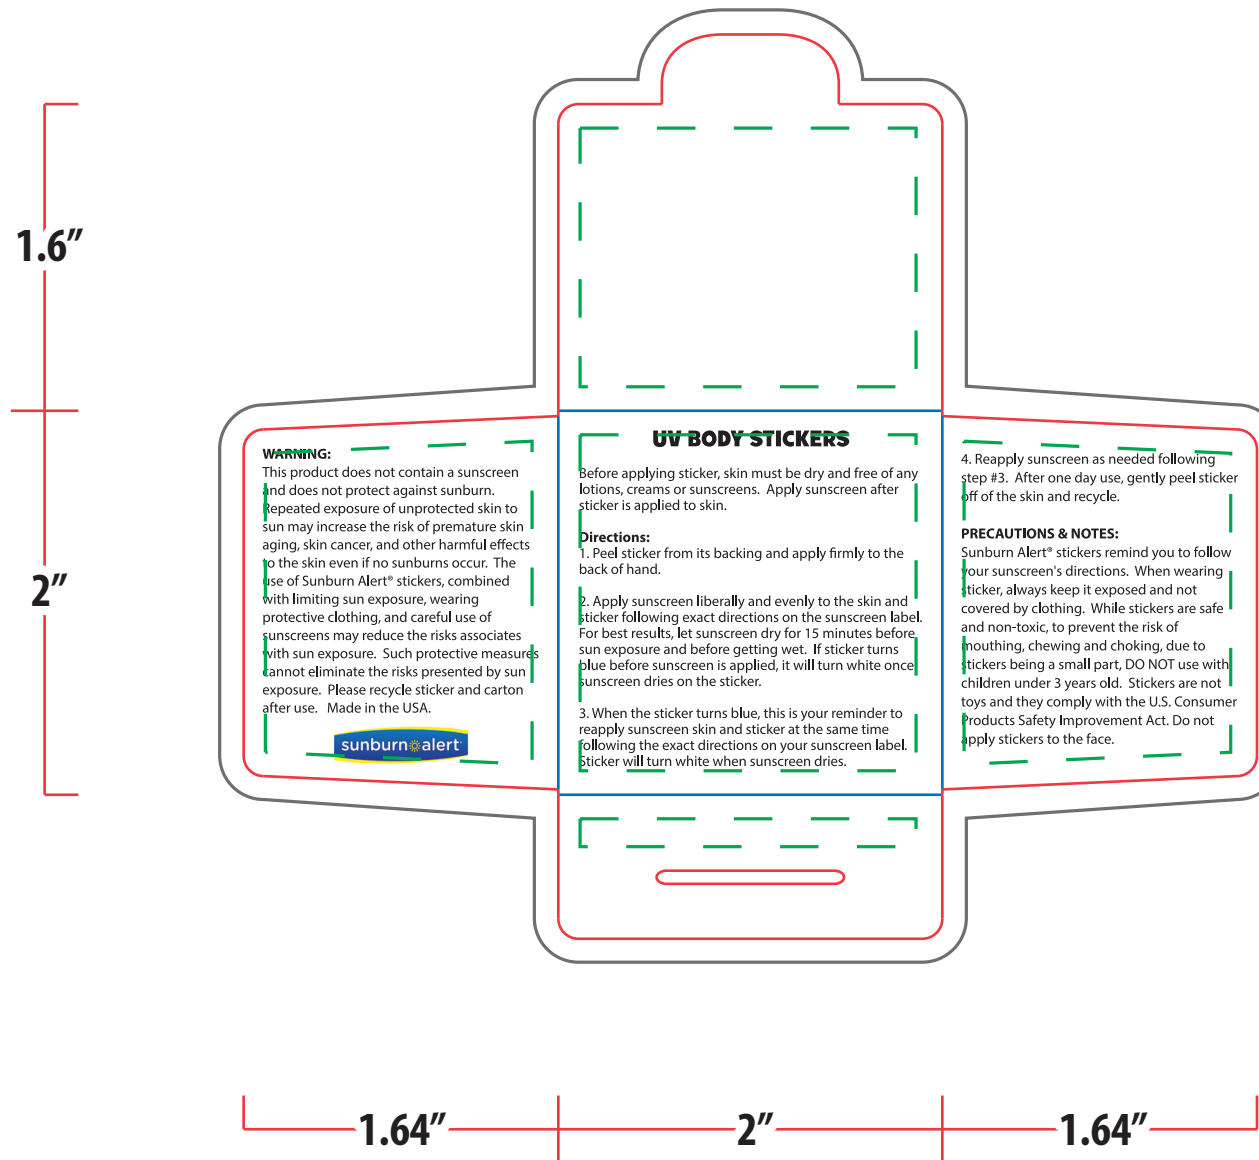 1.6"
2"
WARNING:
This product does not contain a sunscreen
and does not protect against sunburn.
Repeated exposure of unprotected skin to
sun may increase the risk of premature skin
aging, skin cancer, and other harmful effects
to the skin even if no sunburns occur.  The
use of Sunburn Alert® stickers, combined
with limiting sun exposure, wearing
protective clothing, and careful use of
sunscreens may reduce the risks associates
with sun exposure.  Such protective measures
cannot eliminate the risks presented by sun
exposure.  Please recycle sticker and carton
after use.  Made in the USA.
sunburn alert
UV BODY STICKERS
Before applying sticker, skin must be dry and free of any
lotions, creams or sunscreens.  Apply sunscreen after
sticker is applied to skin.
Directions:
1. Peel sticker from its backing and apply firmly to the
back of hand.
2. Apply sunscreen liberally and evenly to the skin and
sticker following exact directions on the sunscreen label.
For best results, let sunscreen dry for 15 minutes before
sun exposure and before getting wet.  If sticker turns
blue before sunscreen is applied, it will turn white once
sunscreen dries on the sticker.
3. When the sticker turns blue, this is your reminder to
reapply sunscreen skin and sticker at the same time
following the exact directions on your sunscreen label.
Sticker will turn white when sunscreen dries.
4. Reapply sunscreen as needed following
step #3.  After one day use, gently peel sticker
off of the skin and recycle.
PRECAUTIONS & NOTES:
Sunburn Alert® stickers remind you to follow
your sunscreen's directions.  When wearing
sticker, always keep it exposed and not
covered by clothing.  While stickers are safe
and non-toxic, to prevent the risk of
mouthing, chewing and choking, due to
stickers being a small part, DO NOT use with
children under 3 years old.  Stickers are not
toys and they comply with the U.S. Consumer
Products Safety Improvement Act. Do not
apply stickers to the face.
1.64"
2"
1.64"